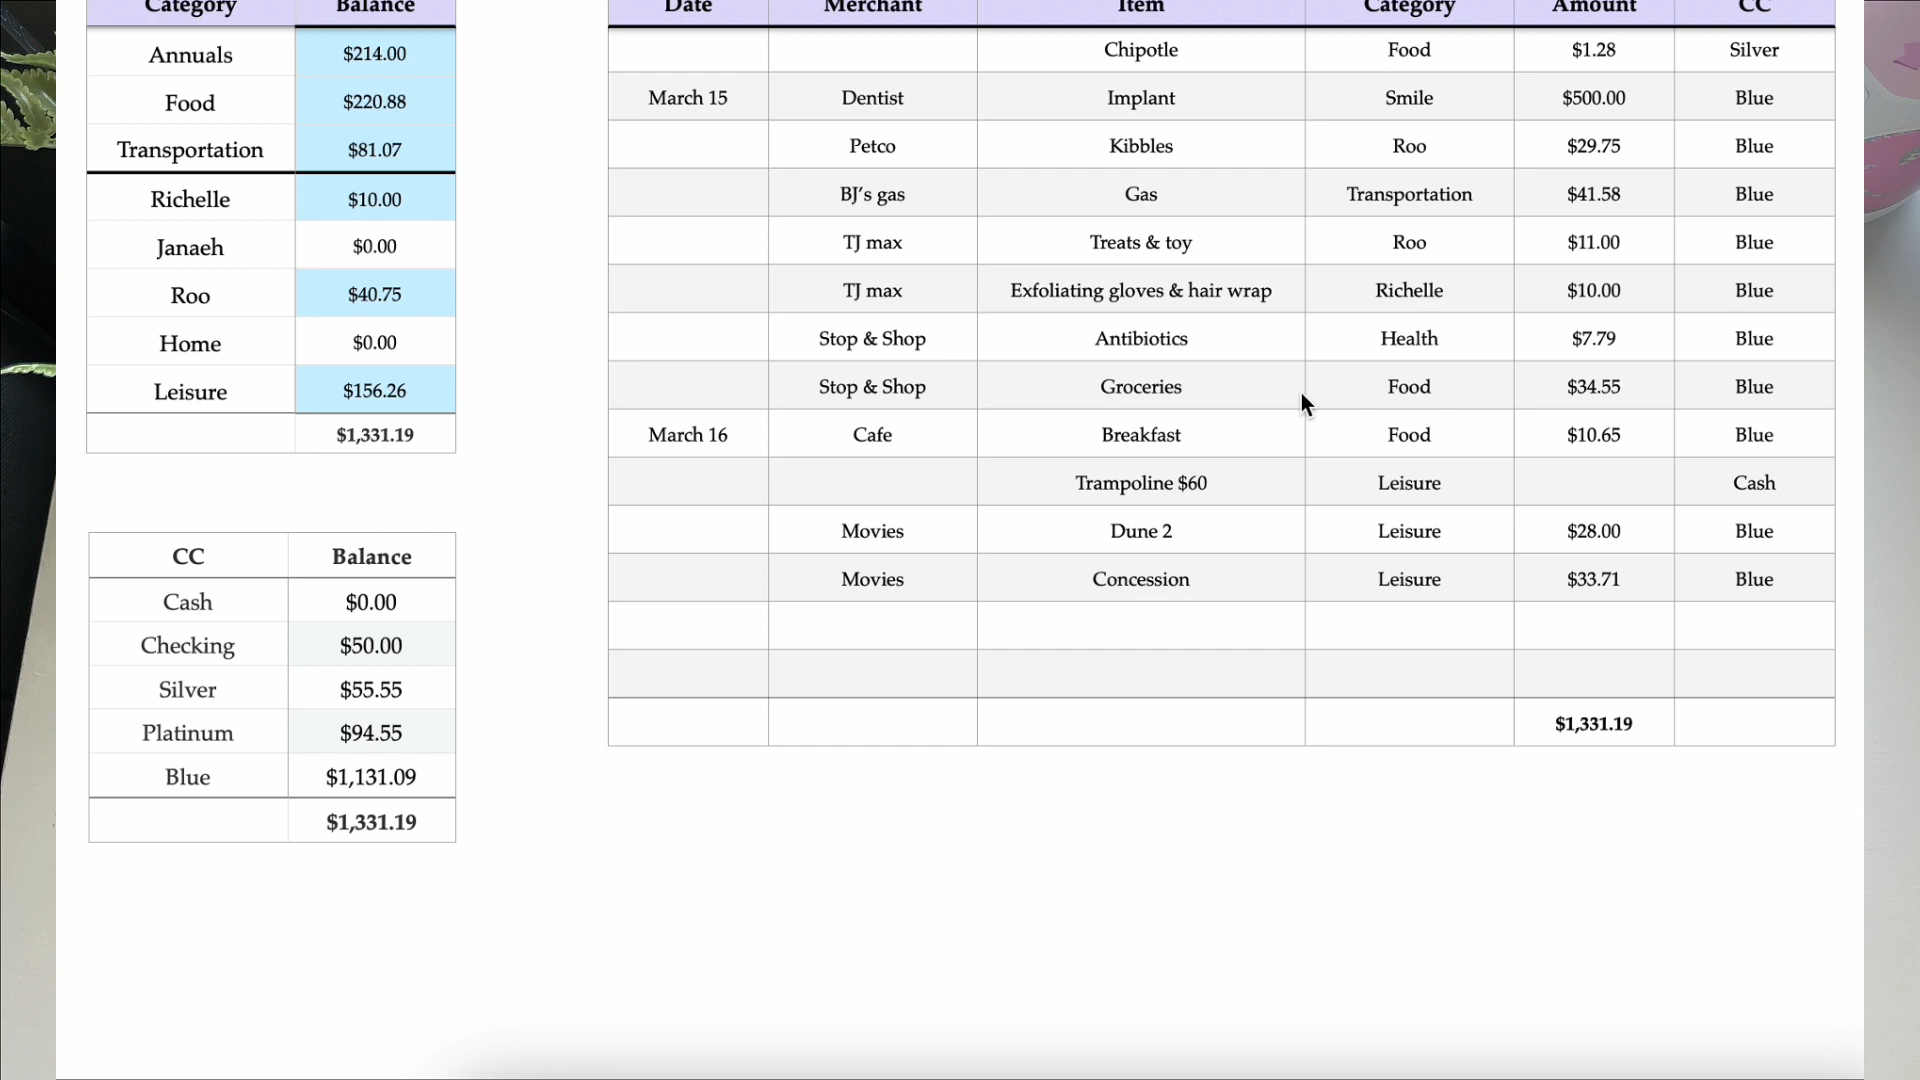 Category Balance
Annuals $214.00
Food $220.88
Transportation $81.07
Richelle $10.00
Janaeh $0.00
Roo $40.75
Home $0.00
Leisure $156.26
$1,331.19
CC Balance
Cash $0.00
Checking $50.00
Silver $55.55
Platinum $94.55
Blue $1,131.09
$1,331.19
Date Merchant Item Category Amount CC
Chipotle Food $1.28 Silver
March 15 Dentist Implant Smile $500.00 Blue
Petco Kibbles Roo $29.75 Blue
BJ’s gas Gas Transportation $41.58 Blue
TJ max Treats & toy Roo $11.00 Blue
TJ max Exfoliating gloves & hair wrap Richelle $10.00 Blue
Stop & Shop Antibiotics Health $7.79 Blue
Stop & Shop Groceries Food $34.55 Blue
March 16 Cafe Breakfast Food $10.65 Blue
Trampoline $60 Leisure Cash
Movies Dune 2 Leisure $28.00 Blue
Movies Concession Leisure $33.71 Blue
$1,331.19